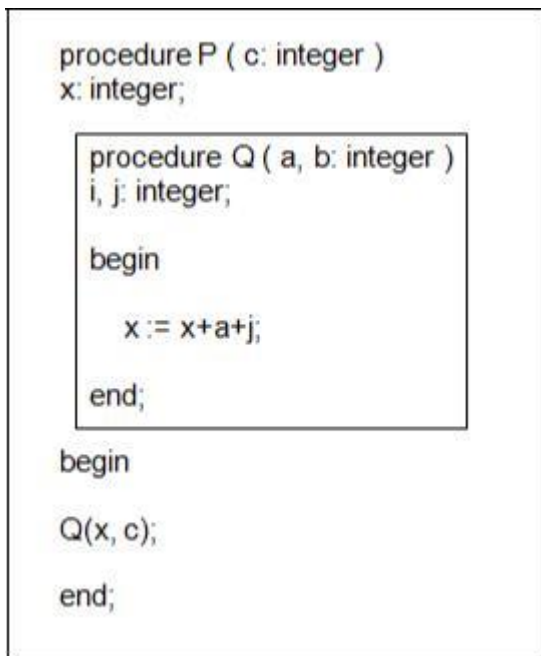 procedure P ( c: integer )
x: integer;
procedure Q ( a, b: integer )
i, j: integer;
begin
x := x+a+j;
end;
begin
Q(x, c);
end;